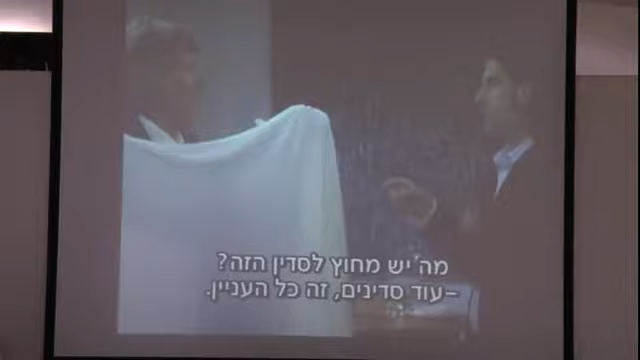 מה יש מחוץ לסדין הזה?
–עוד סדינים, זה כל העניין.